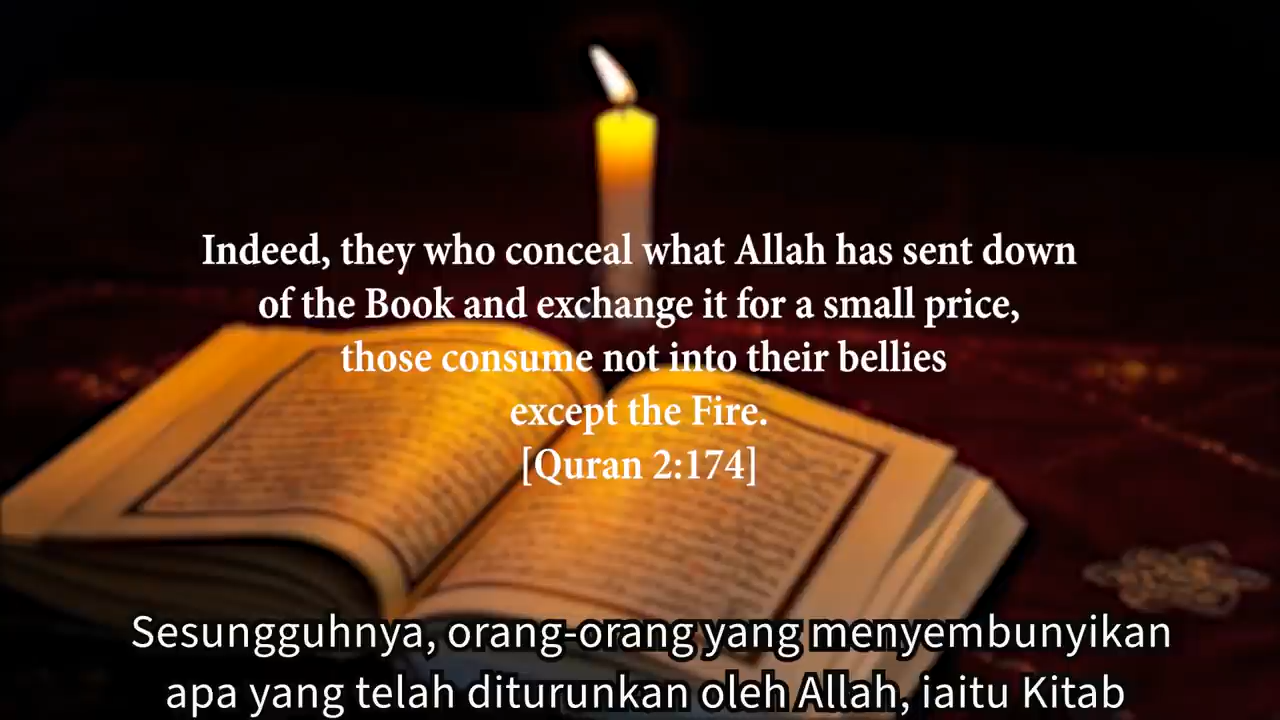 Indeed, they who conceal what Allah has sent down
of the Book and exchange it for a small price,
those consume not into their bellies
except the Fire.
[Quran 2:174]
Sesungguhnya, orang-orang yang menyembunyikan
apa yang telah diturunkan oleh Allah, iaitu Kitab